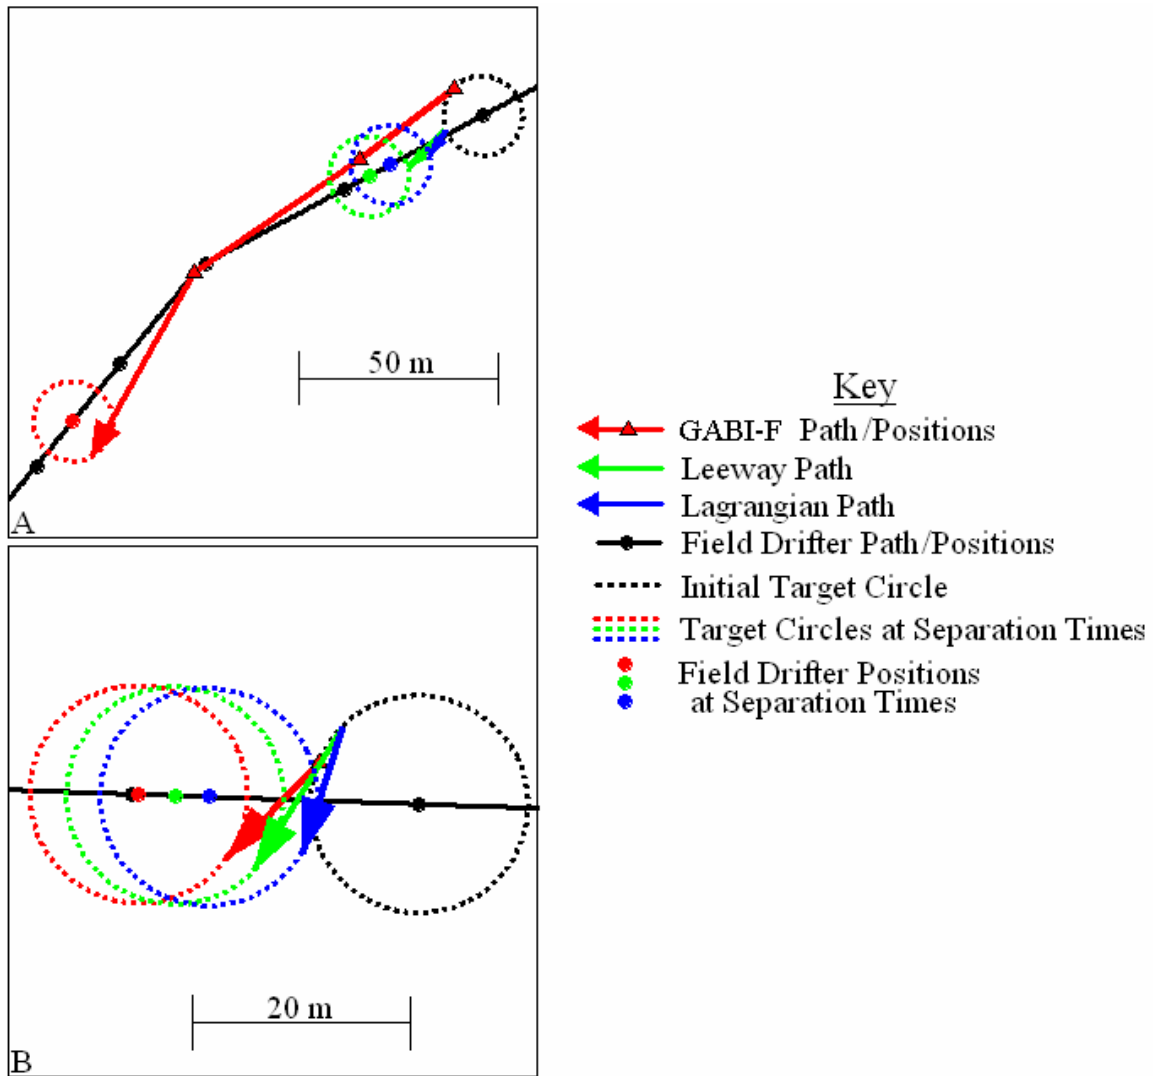 50 m
A
20 m
B
Key
GABI-F Path/Positions
Leeway Path
Lagrangian Path
Field Drifter Path/Positions
Initial Target Circle
Target Circles at Separation Times
Field Drifter Positions
at Separation Times